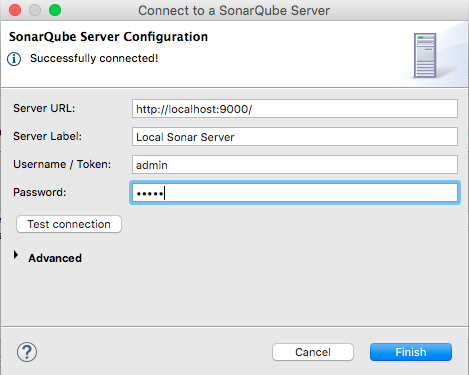 Connect to a SonarQube Server
SonarQube Server Configuration
Successfully connected!
Server URL: http://localhost:9000/
Server Label: Local Sonar Server
Username / Token: admin
Password: •••••
Test connection
Advanced
? Cancel Finish